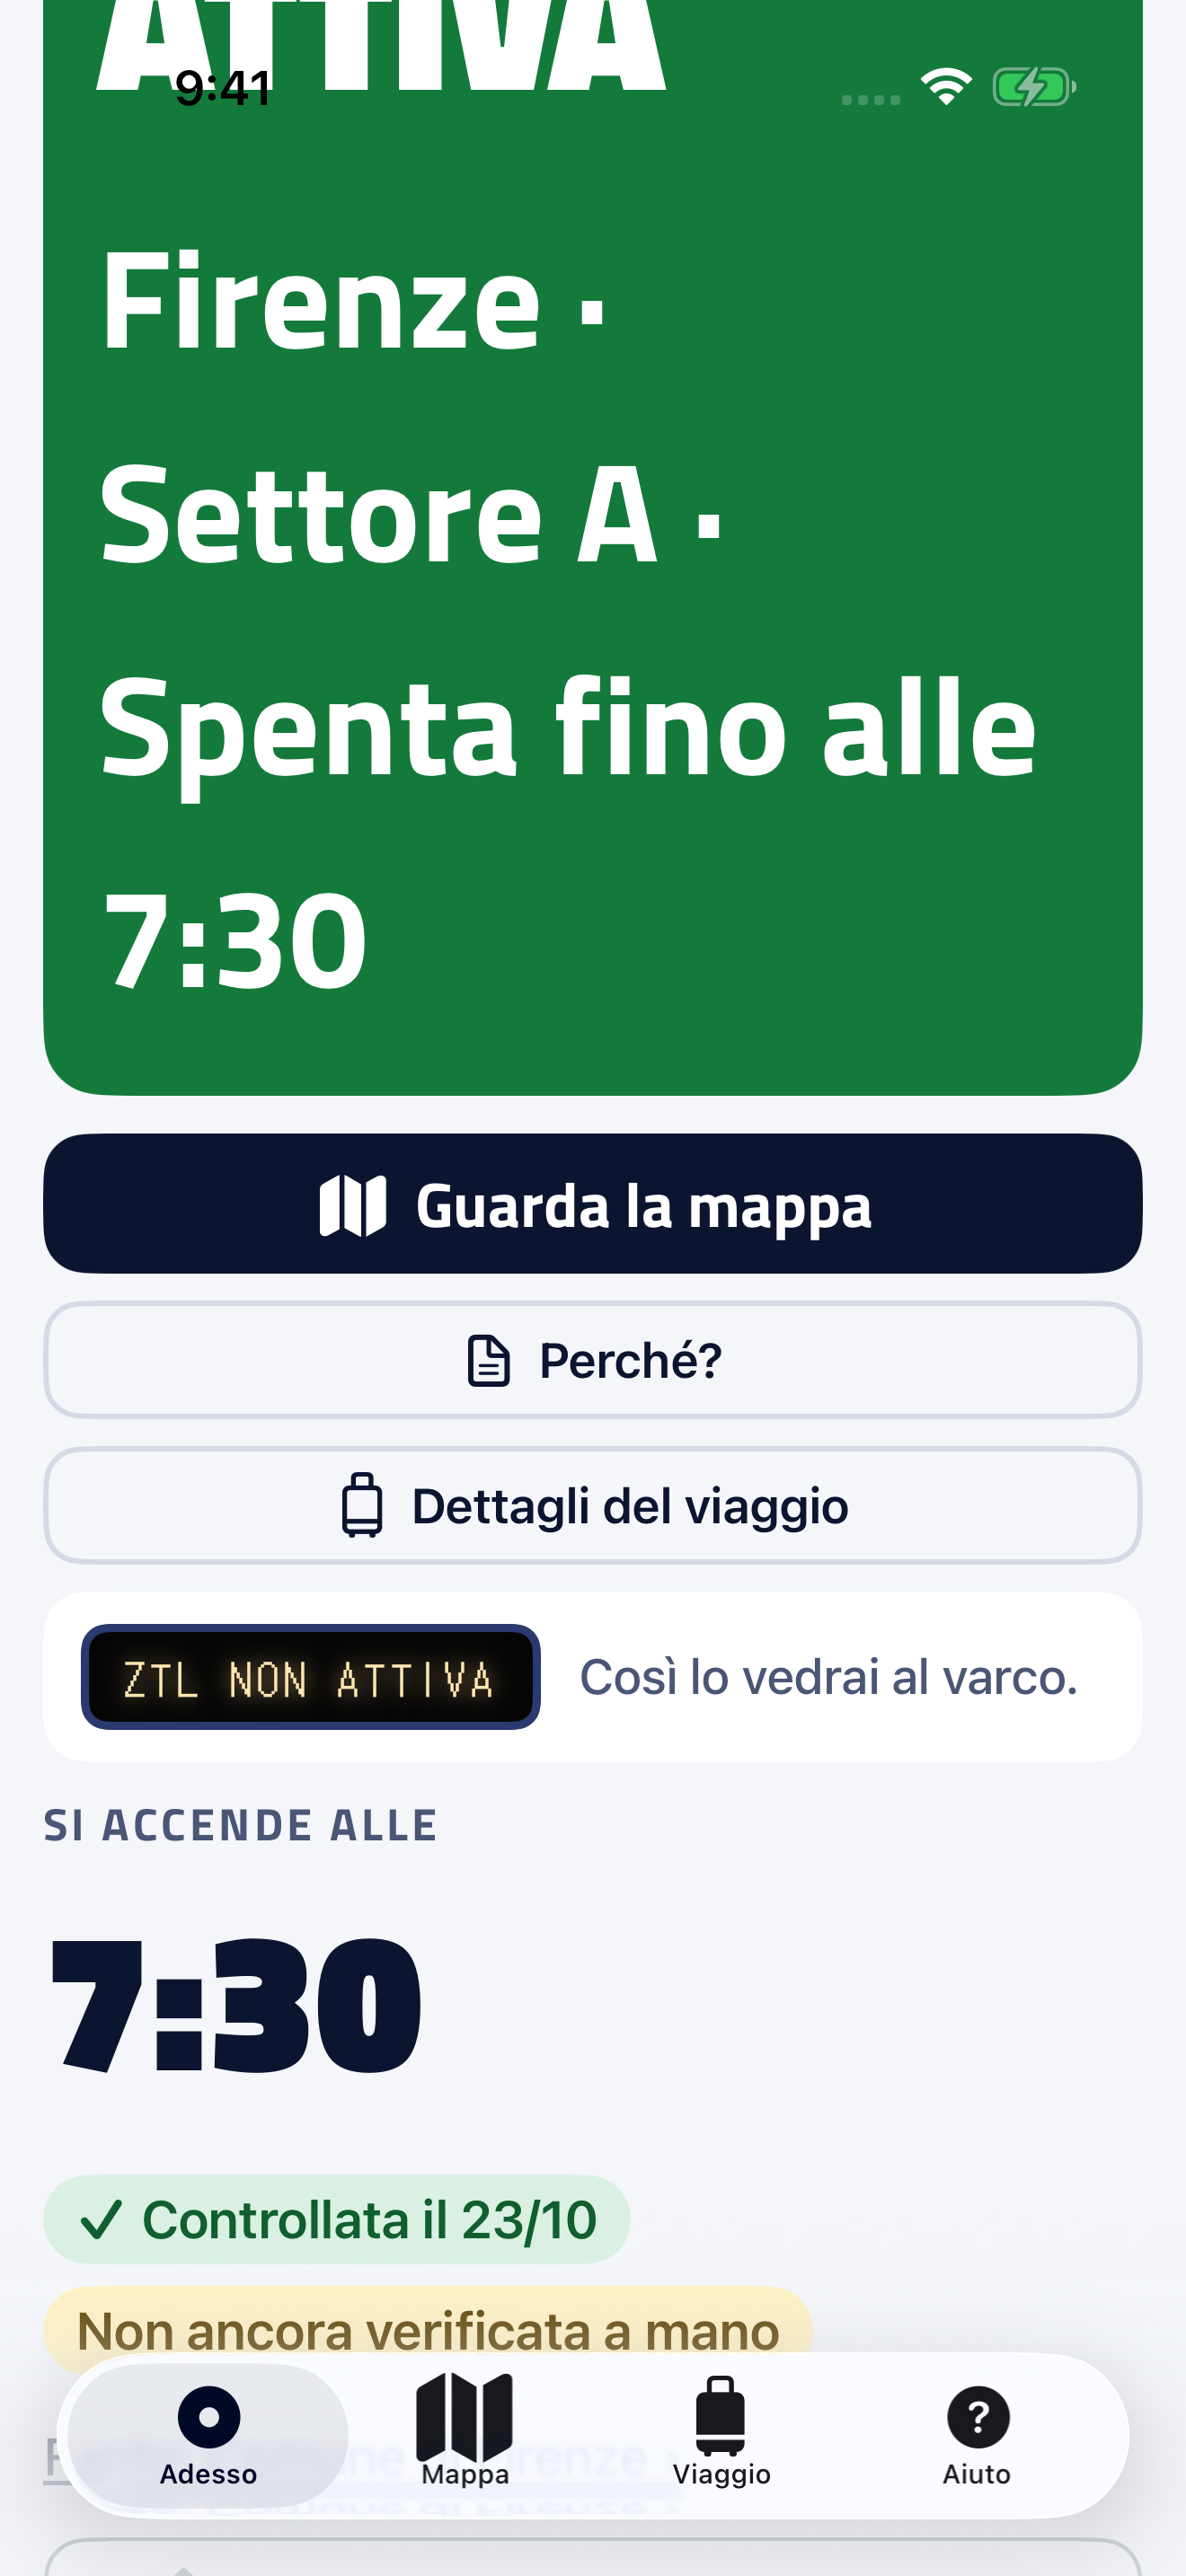 ATTIVA
9:41
Firenze ·
Settore A ·
Spenta fino alle
7:30
Guarda la mappa
Perché?
Dettagli del viaggio
ZTL NON ATTIVA
Così lo vedrai al varco.
SI ACCENDE ALLE
7:30
✓ Controllata il 23/10
Non ancora verificata a mano
Adesso
Mappa
Viaggio
Aiuto